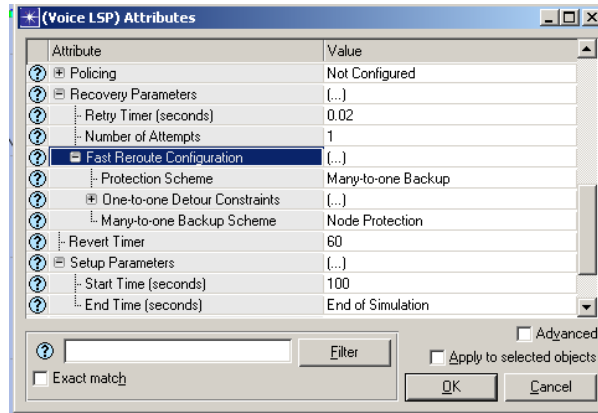 (Voice LSP) Attributes
Attribute Value
Policing Not Configured
Recovery Parameters (...)
Retry Timer (seconds) 0.02
Number of Attempts 1
Fast Reroute Configuration (...)
Protection Scheme Many-to-one Backup
One-to-one Detour Constraints (...)
Many-to-one Backup Scheme Node Protection
Revert Timer 60
Setup Parameters (...)
Start Time (seconds) 100
End Time (seconds) End of Simulation
Advanced
Filter
Apply to selected objects
Exact match
OK Cancel